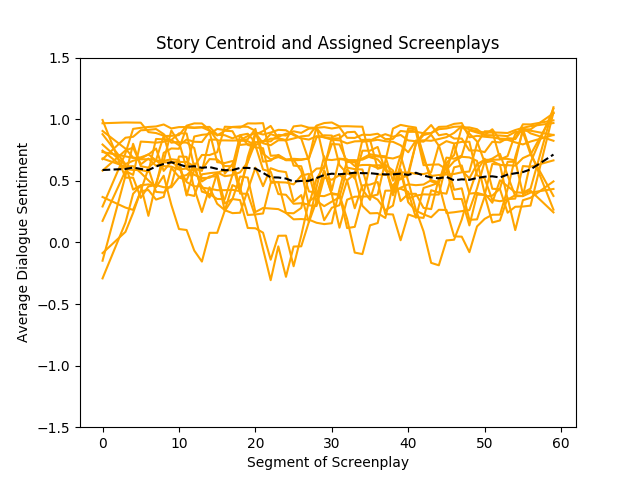 Story Centroid and Assigned Screenplays
1.5
1.0
0.5
0.0
−0.5
−1.0
−1.5
Average Dialogue Sentiment
0 10 20 30 40 50 60
Segment of Screenplay